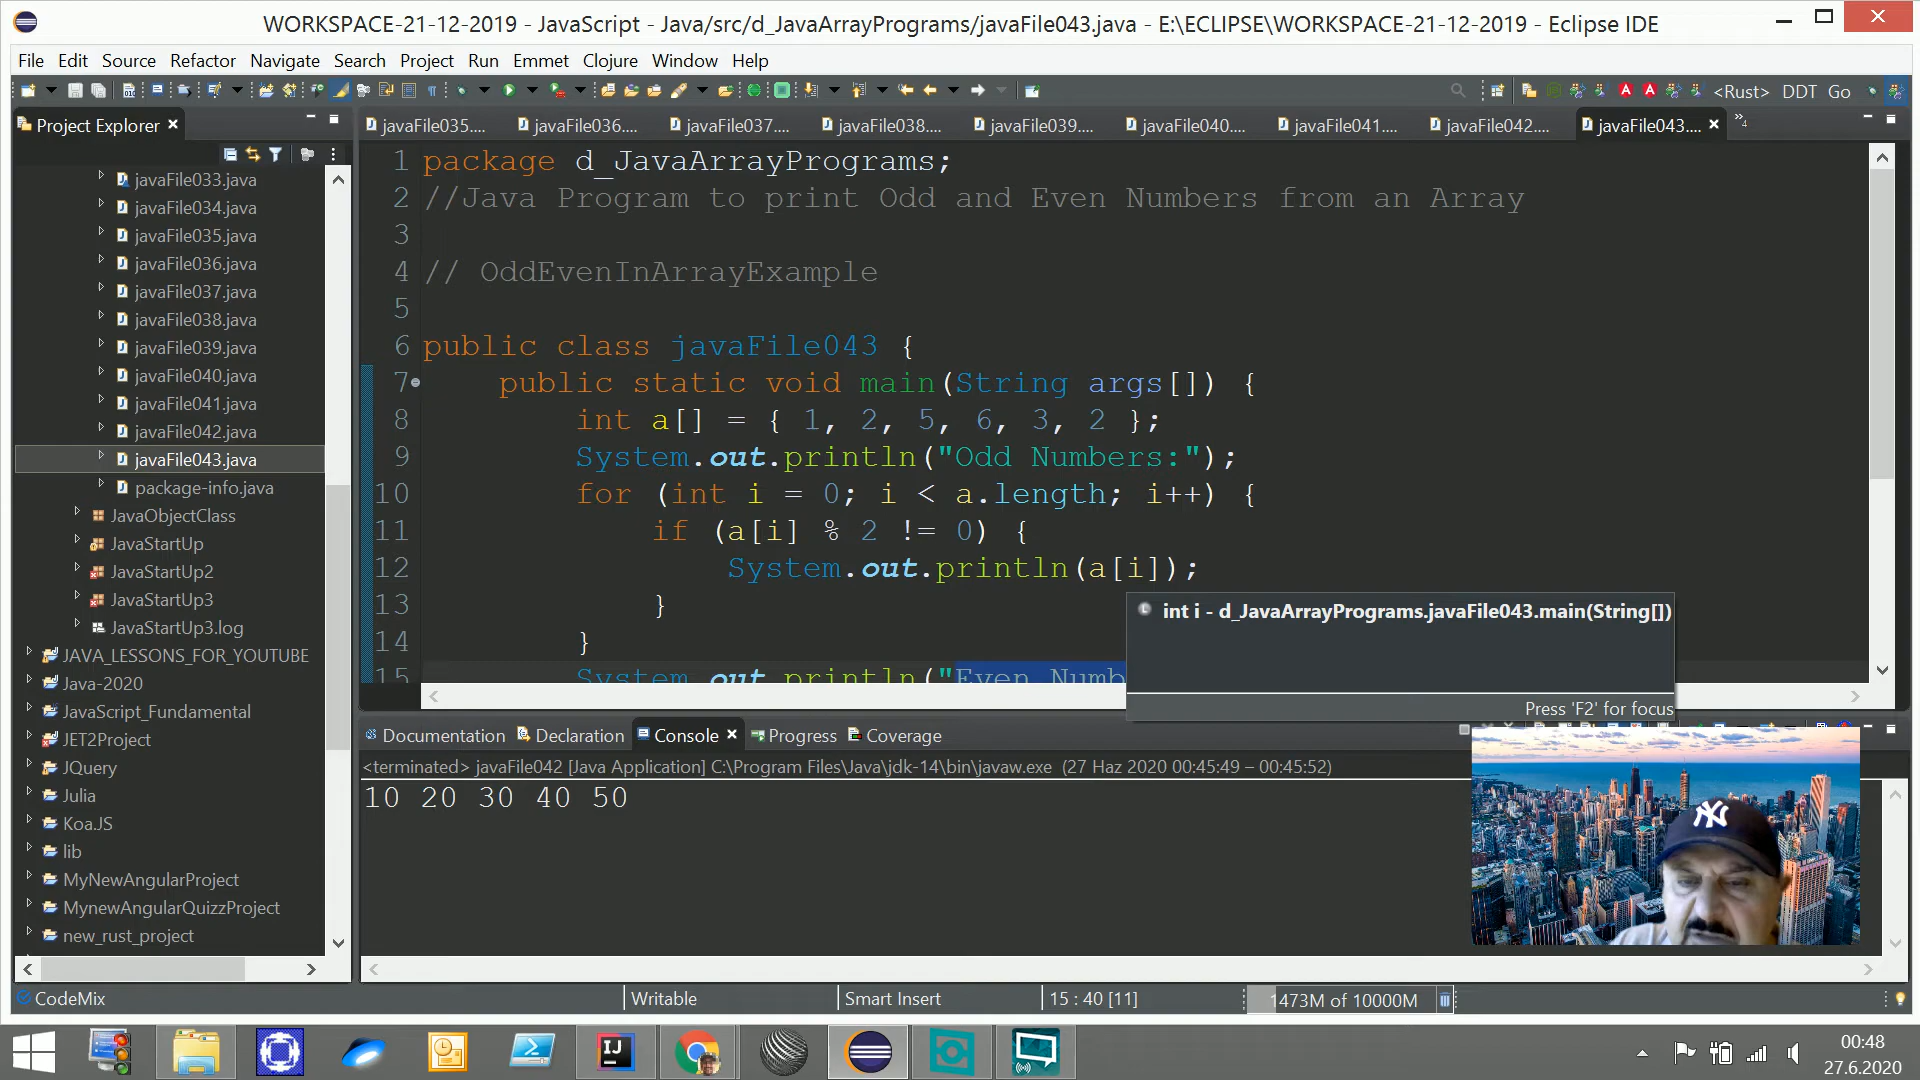 WORKSPACE-21-12-2019 - JavaScript - Java/src/d_JavaArrayPrograms/javaFile043.java - E:\ECLIPSE\WORKSPACE-21-12-2019 - Eclipse IDE
File Edit Source Refactor Navigate Search Project Run Emmet Clojure Window Help
<Rust> DDT Go
Project Explorer
javaFile035.... javaFile036.... javaFile037.... javaFile038.... javaFile039.... javaFile040.... javaFile041.... javaFile042.... javaFile043....
javaFile033.java
javaFile034.java
javaFile035.java
javaFile036.java
javaFile037.java
javaFile038.java
javaFile039.java
javaFile040.java
javaFile041.java
javaFile042.java
javaFile043.java
package-info.java
JavaObjectClass
JavaStartUp
JavaStartUp2
JavaStartUp3
JavaStartUp3.log
JAVA_LESSONS_FOR_YOUTUBE
Java-2020
JavaScript_Fundamental
JET2Project
JQuery
Julia
Koa.JS
lib
MyNewAngularProject
MynewAngularQuizzProject
new_rust_project
1 package d_JavaArrayPrograms;
2 //Java Program to print Odd and Even Numbers from an Array
3
4 // OddEvenInArrayExample
5
6 public class javaFile043 {
7 public static void main(String args[]) {
8 int a[] = { 1, 2, 5, 6, 3, 2 };
9 System.out.println("Odd Numbers:");
10 for (int i = 0; i < a.length; i++) {
11 if (a[i] % 2 != 0) {
12 System.out.println(a[i]);
13 }
14 }
15 System.out.println("Even Numb
int i - d_JavaArrayPrograms.javaFile043.main(String[])
Press 'F2' for focus
Documentation Declaration Console Progress Coverage
<terminated> javaFile042 [Java Application] C:\Program Files\Java\jdk-14\bin\javaw.exe (27 Haz 2020 00:45:49 – 00:45:52)
10 20 30 40 50
NY
CodeMix
Writable
Smart Insert
15 : 40 [11]
1473M of 10000M
IJ
00:48
27.6.2020